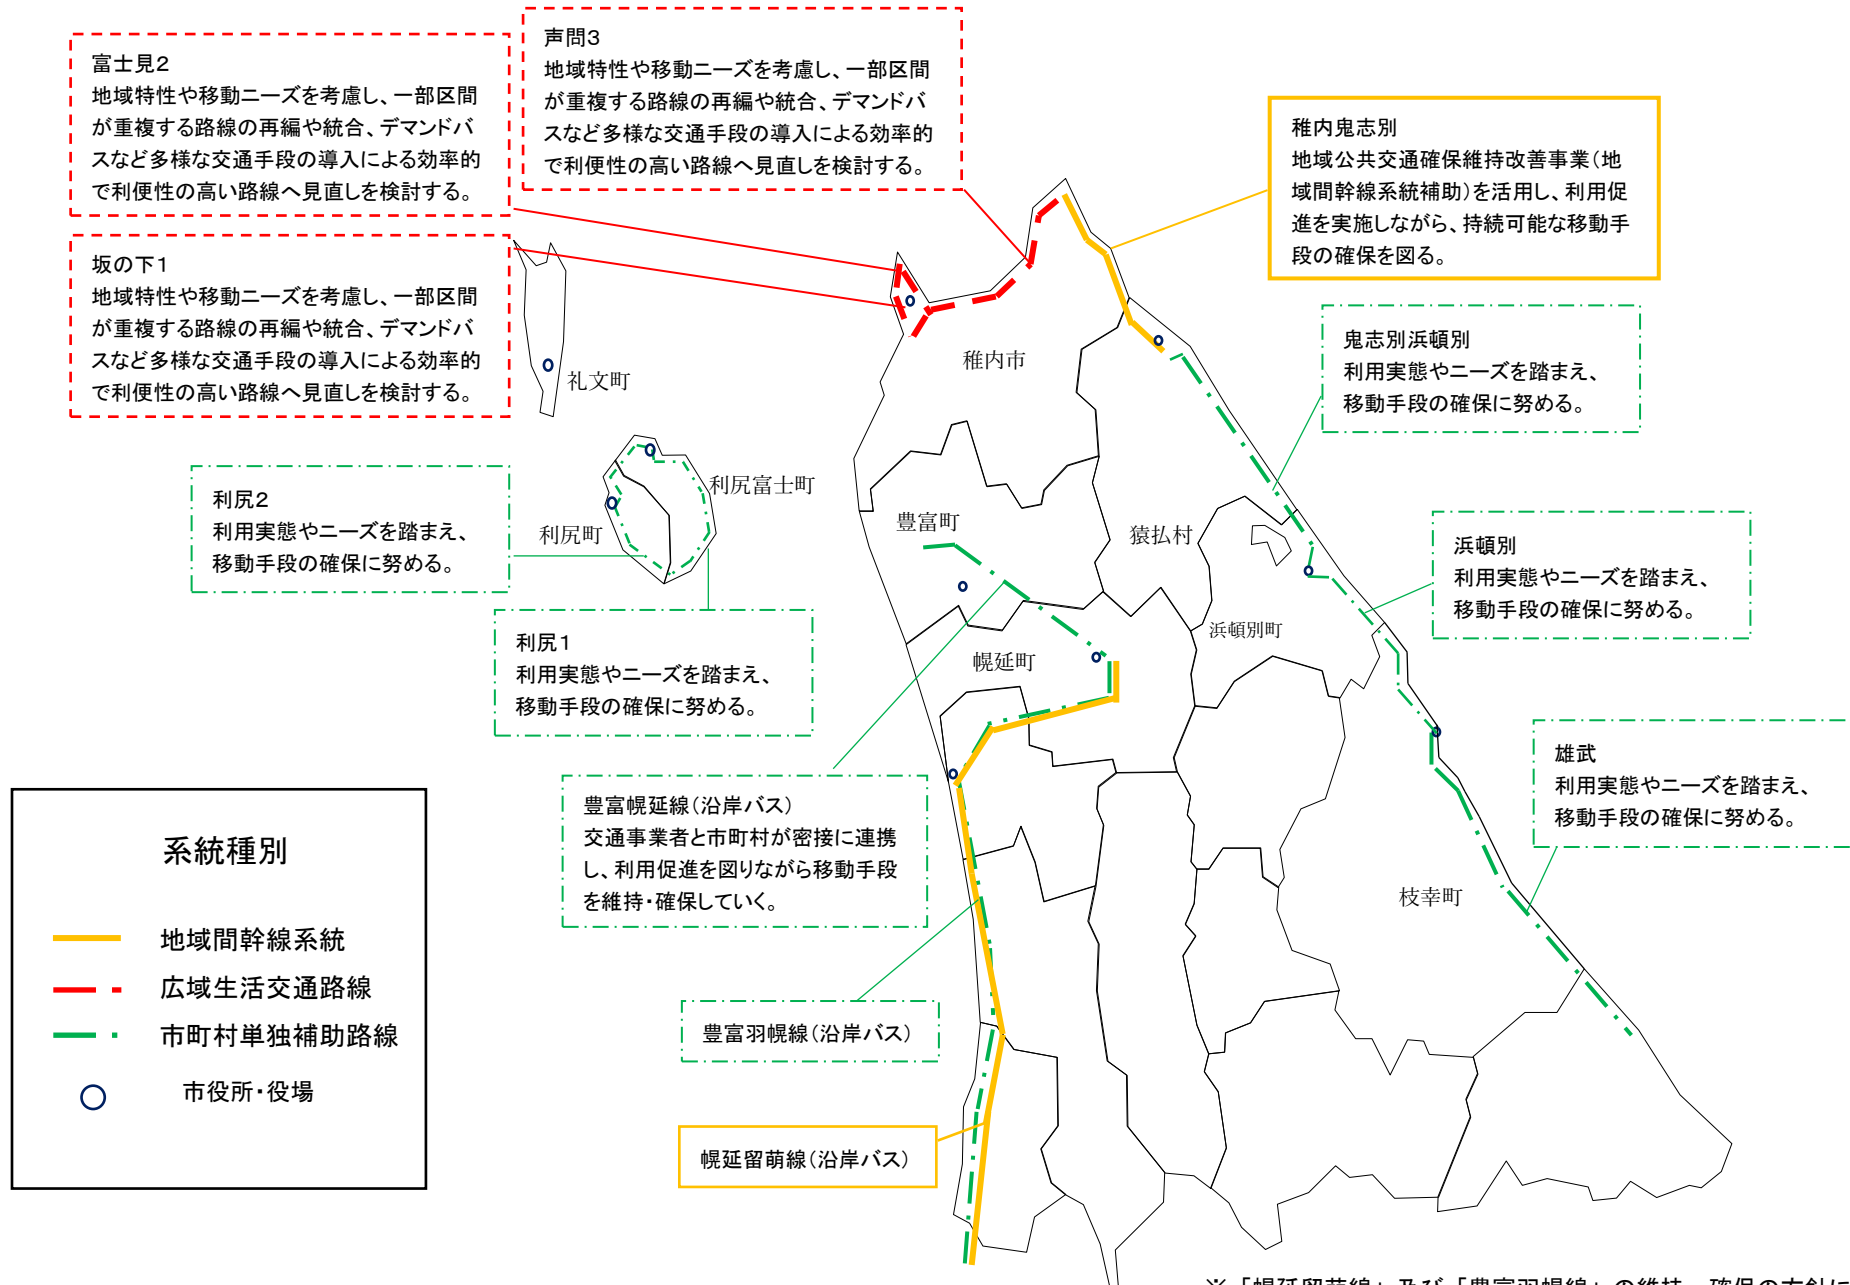 富士見2
地域特性や移動ニーズを考慮し、一部区間
が重複する路線の再編や統合、デマンドバ
スなど多様な交通手段の導入による効率的
で利便性の高い路線へ見直しを検討する。
声問3
地域特性や移動ニーズを考慮し、一部区間
が重複する路線の再編や統合、デマンドバ
スなど多様な交通手段の導入による効率的
で利便性の高い路線へ見直しを検討する。
稚内鬼志別
地域公共交通確保維持改善事業(地
域間幹線系統補助)を活用し、利用促
進を実施しながら、持続可能な移動手
段の確保を図る。
坂の下1
地域特性や移動ニーズを考慮し、一部区間
が重複する路線の再編や統合、デマンドバ
スなど多様な交通手段の導入による効率的
で利便性の高い路線へ見直しを検討する。
鬼志別浜頓別
利用実態やニーズを踏まえ、
移動手段の確保に努める。
稚内市
礼文町
利尻富士町
利尻町
利尻2
利用実態やニーズを踏まえ、
移動手段の確保に努める。
豊富町
猿払村
浜頓別
利用実態やニーズを踏まえ、
移動手段の確保に努める。
利尻1
利用実態やニーズを踏まえ、
移動手段の確保に努める。
浜頓別町
幌延町
雄武
利用実態やニーズを踏まえ、
移動手段の確保に努める。
豊富幌延線(沿岸バス)
交通事業者と市町村が密接に連携
し、利用促進を図りながら移動手段
を維持・確保していく。
枝幸町
豊富羽幌線(沿岸バス)
幌延留萌線(沿岸バス)
系統種別
地域間幹線系統
広域生活交通路線
市町村単独補助路線
市役所・役場
※「幌延留萌線」及び「豊富羽幌線」の維持・確保の方針に